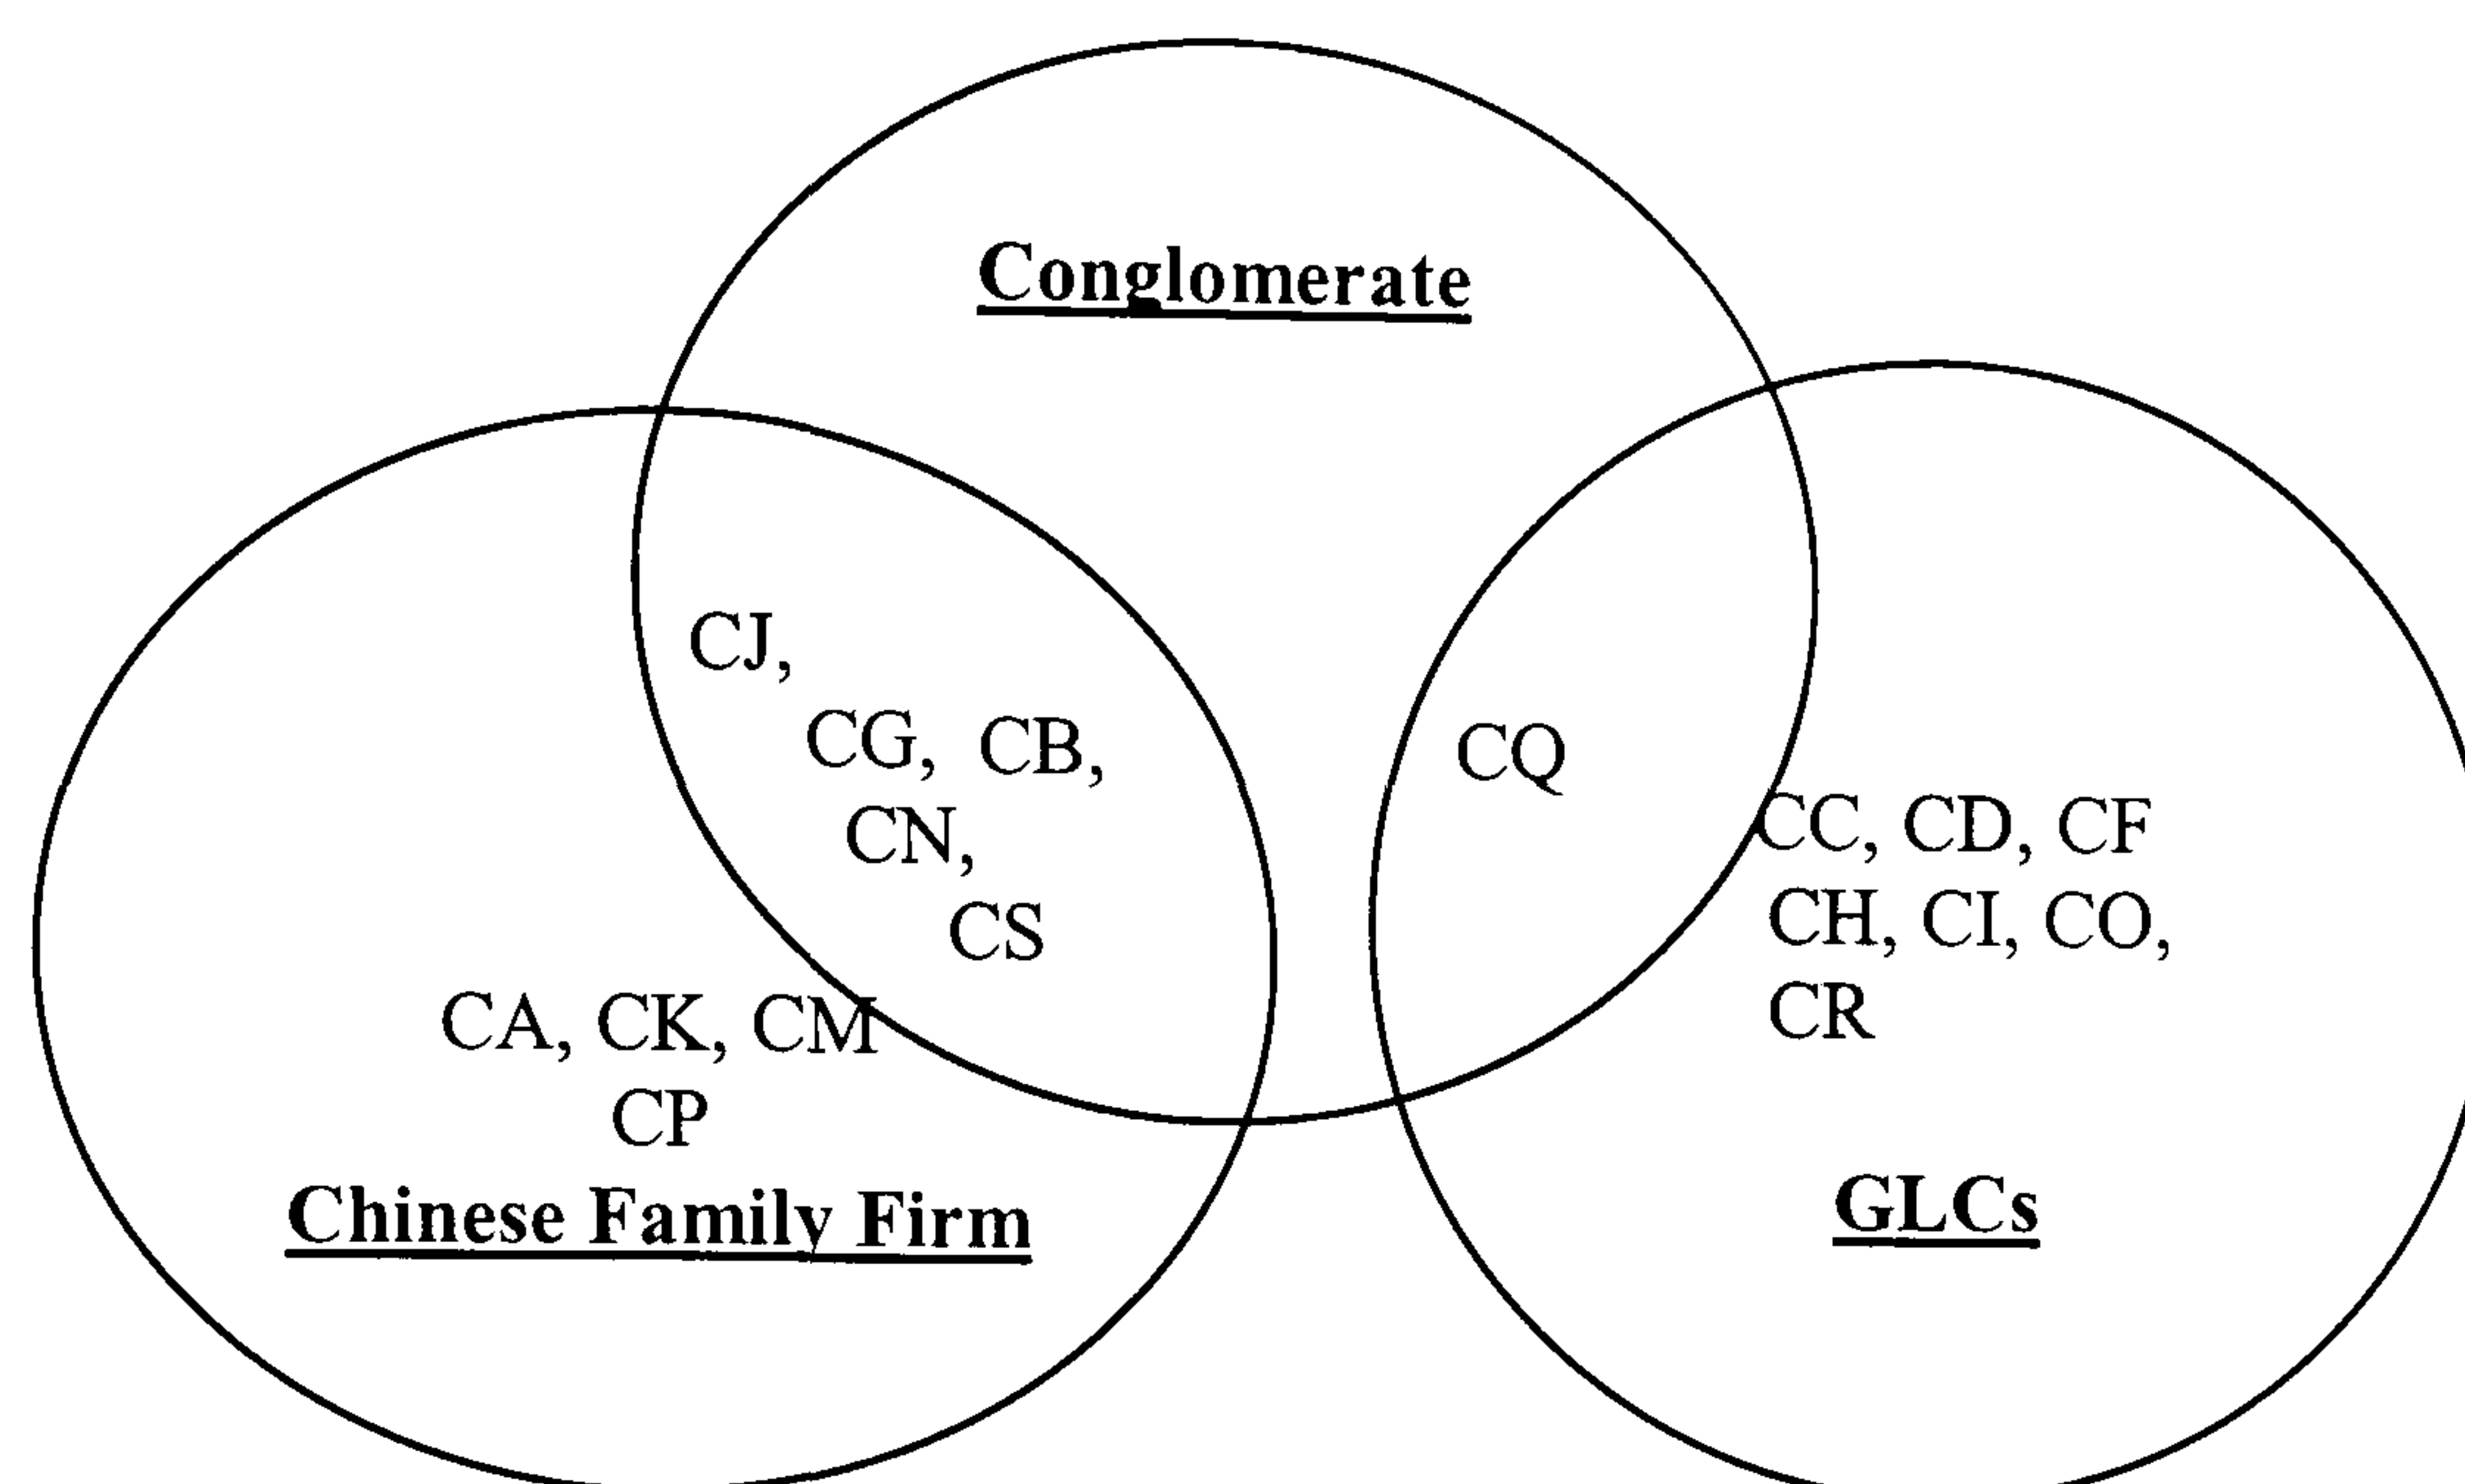 Conglomerate
CJ,
CG, CB,
CN,
CS
CQ
CC, CD, CF
CH, CI, CO,
CR
CA, CK, CM
CP
Chinese Family Firm
GLCs